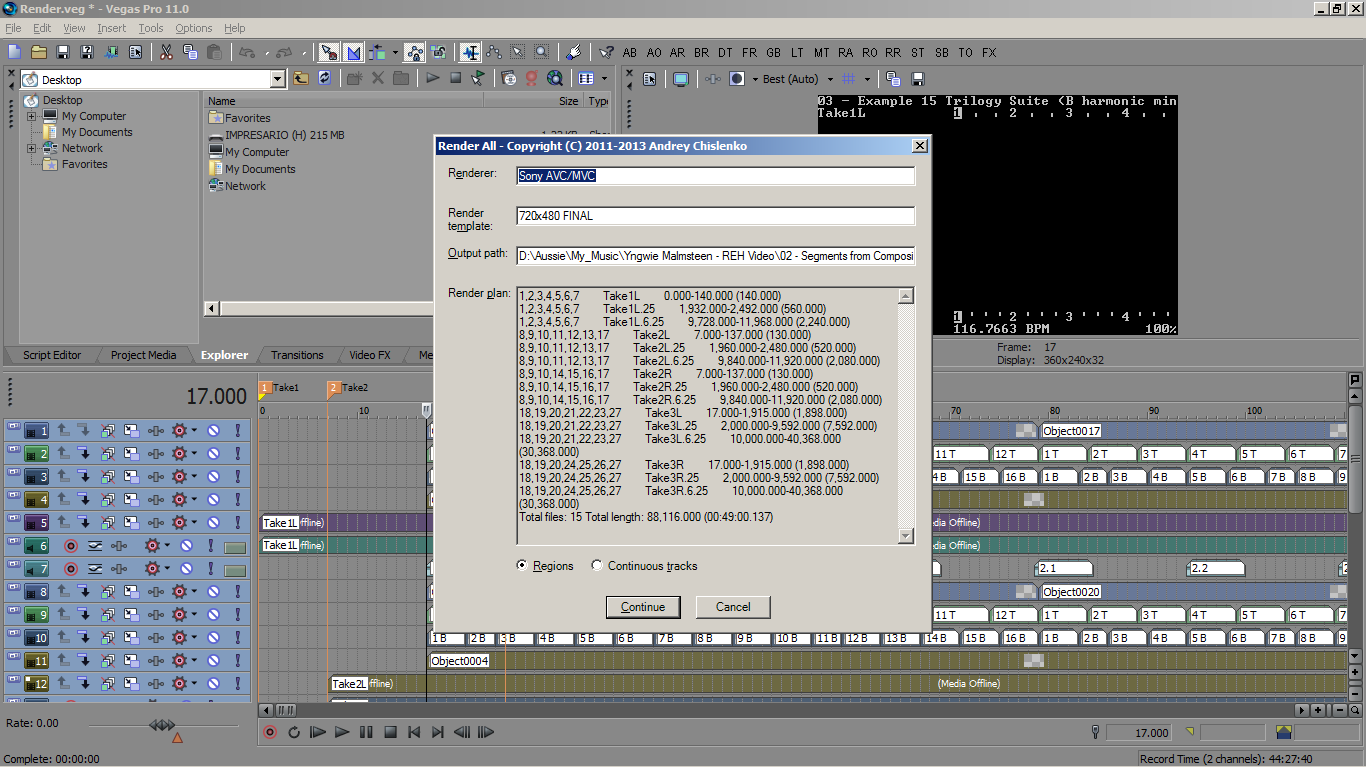 Render.veg * - Vegas Pro 11.0
File Edit View Insert Tools Options Help
AB AO AR BR DT FR GB LT MT RA RO RR ST SB TO FX
Desktop
Best (Auto)
Desktop
My Computer
My Documents
Network
Favorites
Name Size Type
Favorites
IMPRESARIO (H) 215 MB
My Computer
My Documents
Network
03 - Example 15 Trilogy Suite (B harmonic min
Take1L 1 . . 2 . . 3 . . 4 . .
1 . . 2 . . 3 . . 4 . .
116.7663 BPM 100%
Frame: 17
Display: 360x240x32
Script Editor Project Media Explorer Transitions Video FX Me
Render All - Copyright (C) 2011-2013 Andrey Chislenko
Renderer: Sony AVC/MVC
Render template: 720x480 FINAL
Output path: D:\Aussie\My_Music\Yngwie Malmsteen - REH Video\02 - Segments from Composi
Render plan:
1,2,3,4,5,6,7 Take1L 0.000-140.000 (140.000)
1,2,3,4,5,6,7 Take1L.25 1,932.000-2,492.000 (560.000)
1,2,3,4,5,6,7 Take1L.6.25 9,728.000-11,968.000 (2,240.000)
8,9,10,11,12,13,17 Take2L 7.000-137.000 (130.000)
8,9,10,11,12,13,17 Take2L.25 1,960.000-2,480.000 (520.000)
8,9,10,11,12,13,17 Take2L.6.25 9,840.000-11,920.000 (2,080.000)
8,9,10,14,15,16,17 Take2R 7.000-137.000 (130.000)
8,9,10,14,15,16,17 Take2R.25 1,960.000-2,480.000 (520.000)
8,9,10,14,15,16,17 Take2R.6.25 9,840.000-11,920.000 (2,080.000)
18,19,20,21,22,23,27 Take3L 17.000-1,915.000 (1,898.000)
18,19,20,21,22,23,27 Take3L.25 2,000.000-9,592.000 (7,592.000)
18,19,20,21,22,23,27 Take3L.6.25 10,000.000-40,368.000
(30,368.000)
18,19,20,24,25,26,27 Take3R 17.000-1,915.000 (1,898.000)
18,19,20,24,25,26,27 Take3R.25 2,000.000-9,592.000 (7,592.000)
18,19,20,24,25,26,27 Take3R.6.25 10,000.000-40,368.000
(30,368.000)
Total files: 15 Total length: 88,116.000 (00:49:00.137)
Regions Continuous tracks
Continue Cancel
17.000
1 Take1 2 Take2
0 10 70 80 90 100
1 Object0017
2 11 T 12 T 1 T 2 T 3 T 4 T 5 T 6 T 7
3 14 B 15 B 16 B 1 B 2 B 3 B 4 B 5 B 6 B 7 B 8 B 9
4
5 Take1L ffline) edia Offline)
6 Take1L ffline) edia Offline)
7 2.1 2.2 2
8 Object0020
9 11 T 12 T 1 T 2 T 3 T 4 T 5 T 6 T 7
10 1 B 2 B 3 B 4 B 5 B 6 B 7 B 8 B 9 B 10 B 11 B 12 B 13 B 14 B 15 B 16 B 1 B 2 B 3 B 4 B 5 B 6 B 7 B 8 B 9
11 Object0004
12 Take2L ffline) (Media Offline)
Rate: 0.00
17.000
Complete: 00:00:00
Record Time (2 channels): 44:27:40